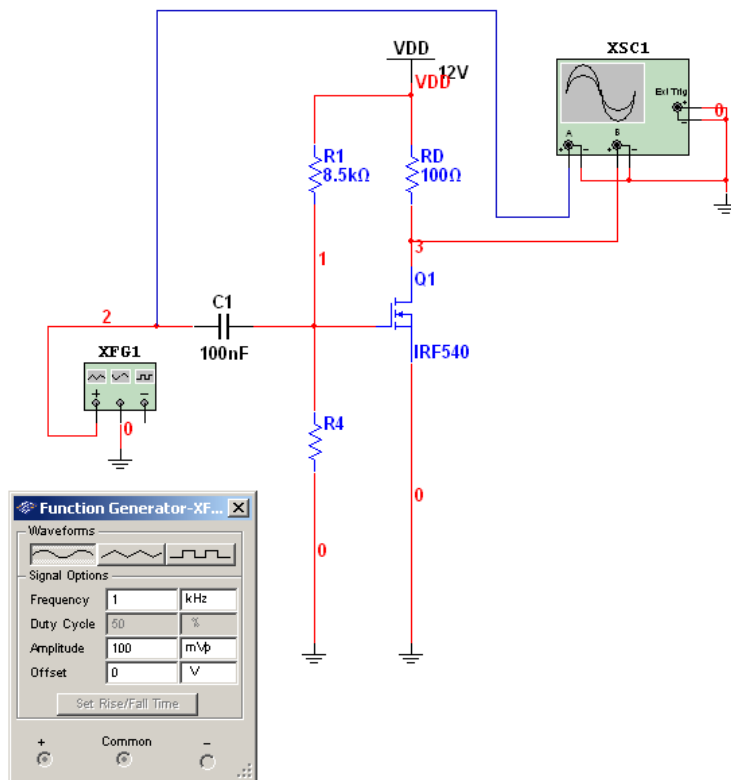 VDD
12V
VDD
XSC1
Ext Trig
+
-
0
A
B
+ - + -
R1
8.5kΩ
RD
100Ω
1
3
Q1
2
C1
100nF
IRF540
XFG1
+ -
0
R4
0
0
Function Generator-XF...
Waveforms
Signal Options
Frequency 1 kHz
Duty Cycle 50 %
Amplitude 100 mVp
Offset 0 V
Set Rise/Fall Time
+ Common -